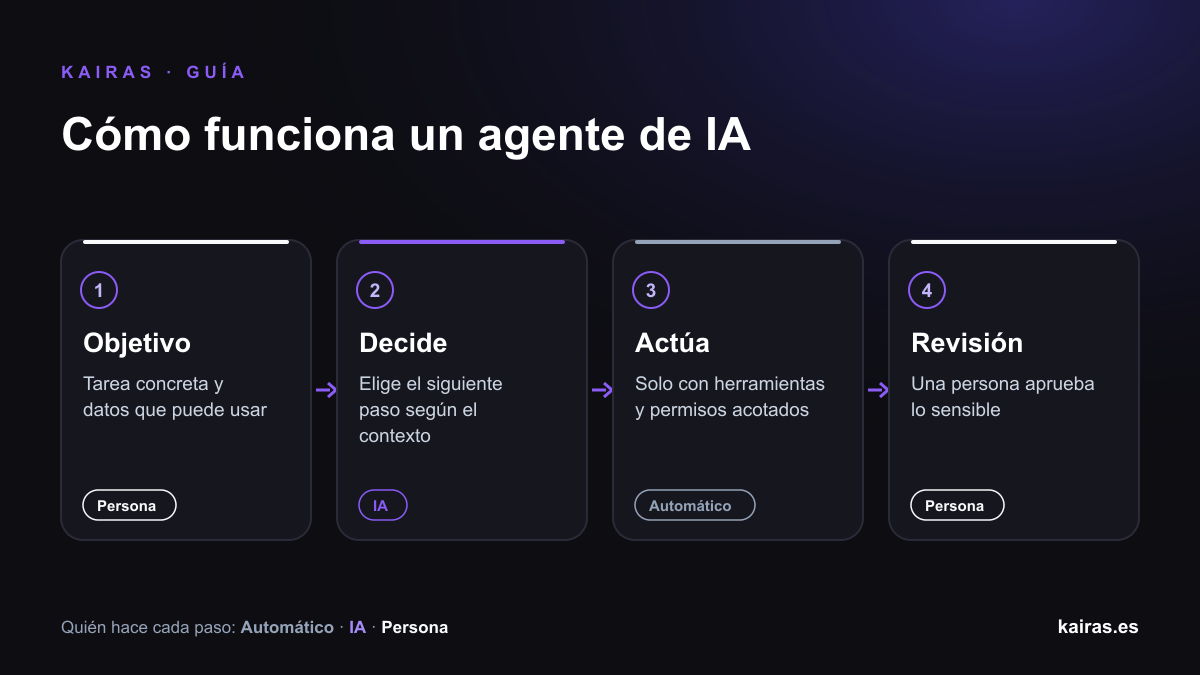 KAIRAS · GUÍA
Cómo funciona un agente de IA
1
Objetivo
Tarea concreta y
datos que puede usar
Persona
2
Decide
Elige el siguiente
paso según el
contexto
IA
3
Actúa
Solo con herramientas
y permisos acotados
Automático
4
Revisión
Una persona aprueba
lo sensible
Persona
Quién hace cada paso: Automático · IA · Persona
kairas.es